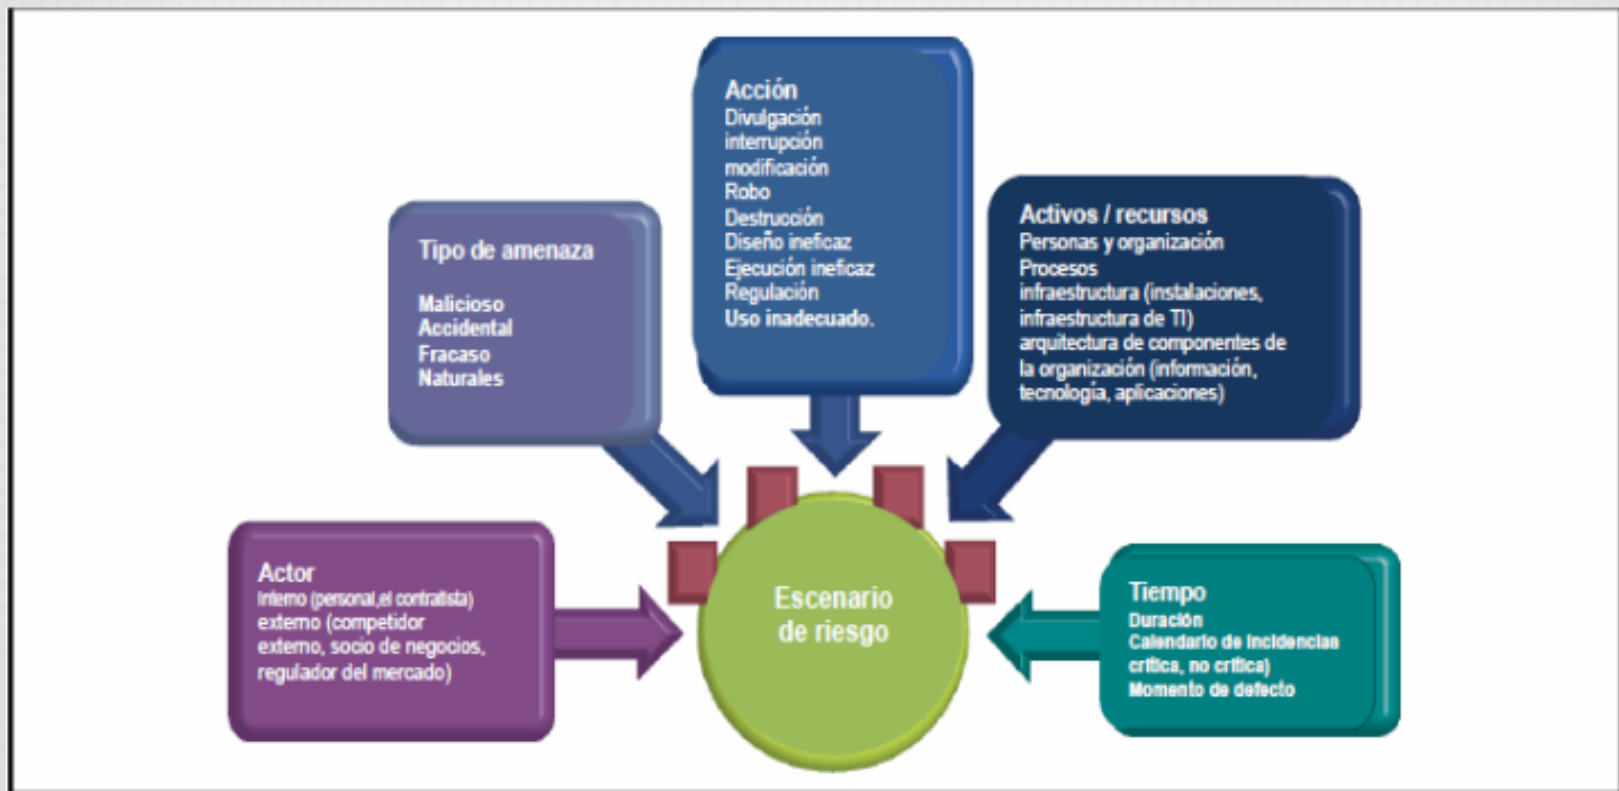 Acción
Divulgación
interrupción
modificación
Robo
Destrucción
Diseño ineficaz
Ejecución ineficaz
Regulación
Uso inadecuado.
Tipo de amenaza
Malicioso
Accidental
Fracaso
Naturales
Activos / recursos
Personas y organización
Procesos
infraestructura (instalaciones,
infraestructura de TI)
arquitectura de componentes de
la organización (información,
tecnología, aplicaciones)
Actor
Interno (personal,el contratista)
externo (competidor
externo, socio de negocios,
regulador del mercado)
Escenario
de riesgo
Tiempo
Duración
Calendario de incidencias
crítica, no crítica)
Momento de defecto